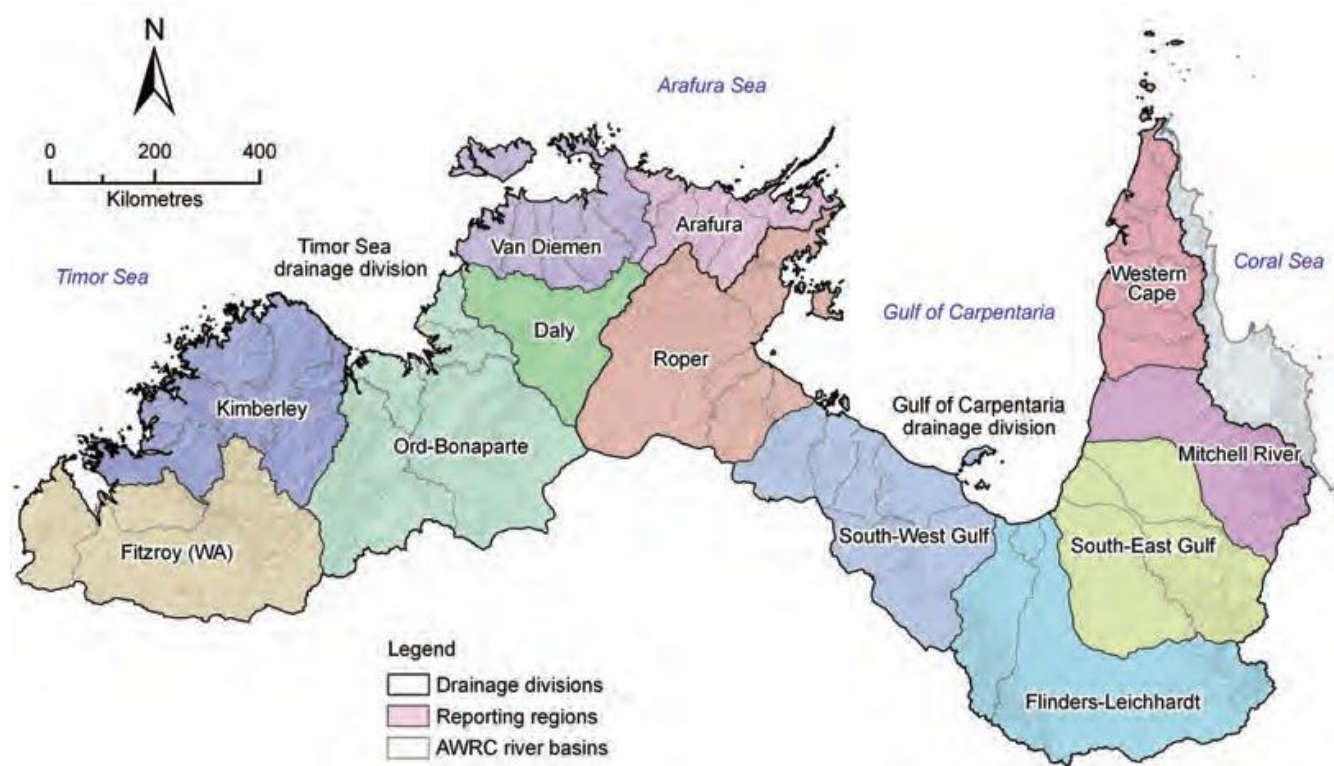 N
0 200 400
Kilometres
Arafura Sea
Timor Sea
Timor Sea
drainage division
Van Diemen
Arafura
Daly
Roper
Gulf of Carpentaria
Western
Cape
Coral Sea
Kimberley
Ord-Bonaparte
Gulf of Carpentaria
drainage division
Mitchell River
Fitzroy (WA)
South-West Gulf
South-East Gulf
Flinders-Leichhardt
Legend
Drainage divisions
Reporting regions
AWRC river basins